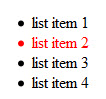 • list item 1
• list item 2
• list item 3
• list item 4